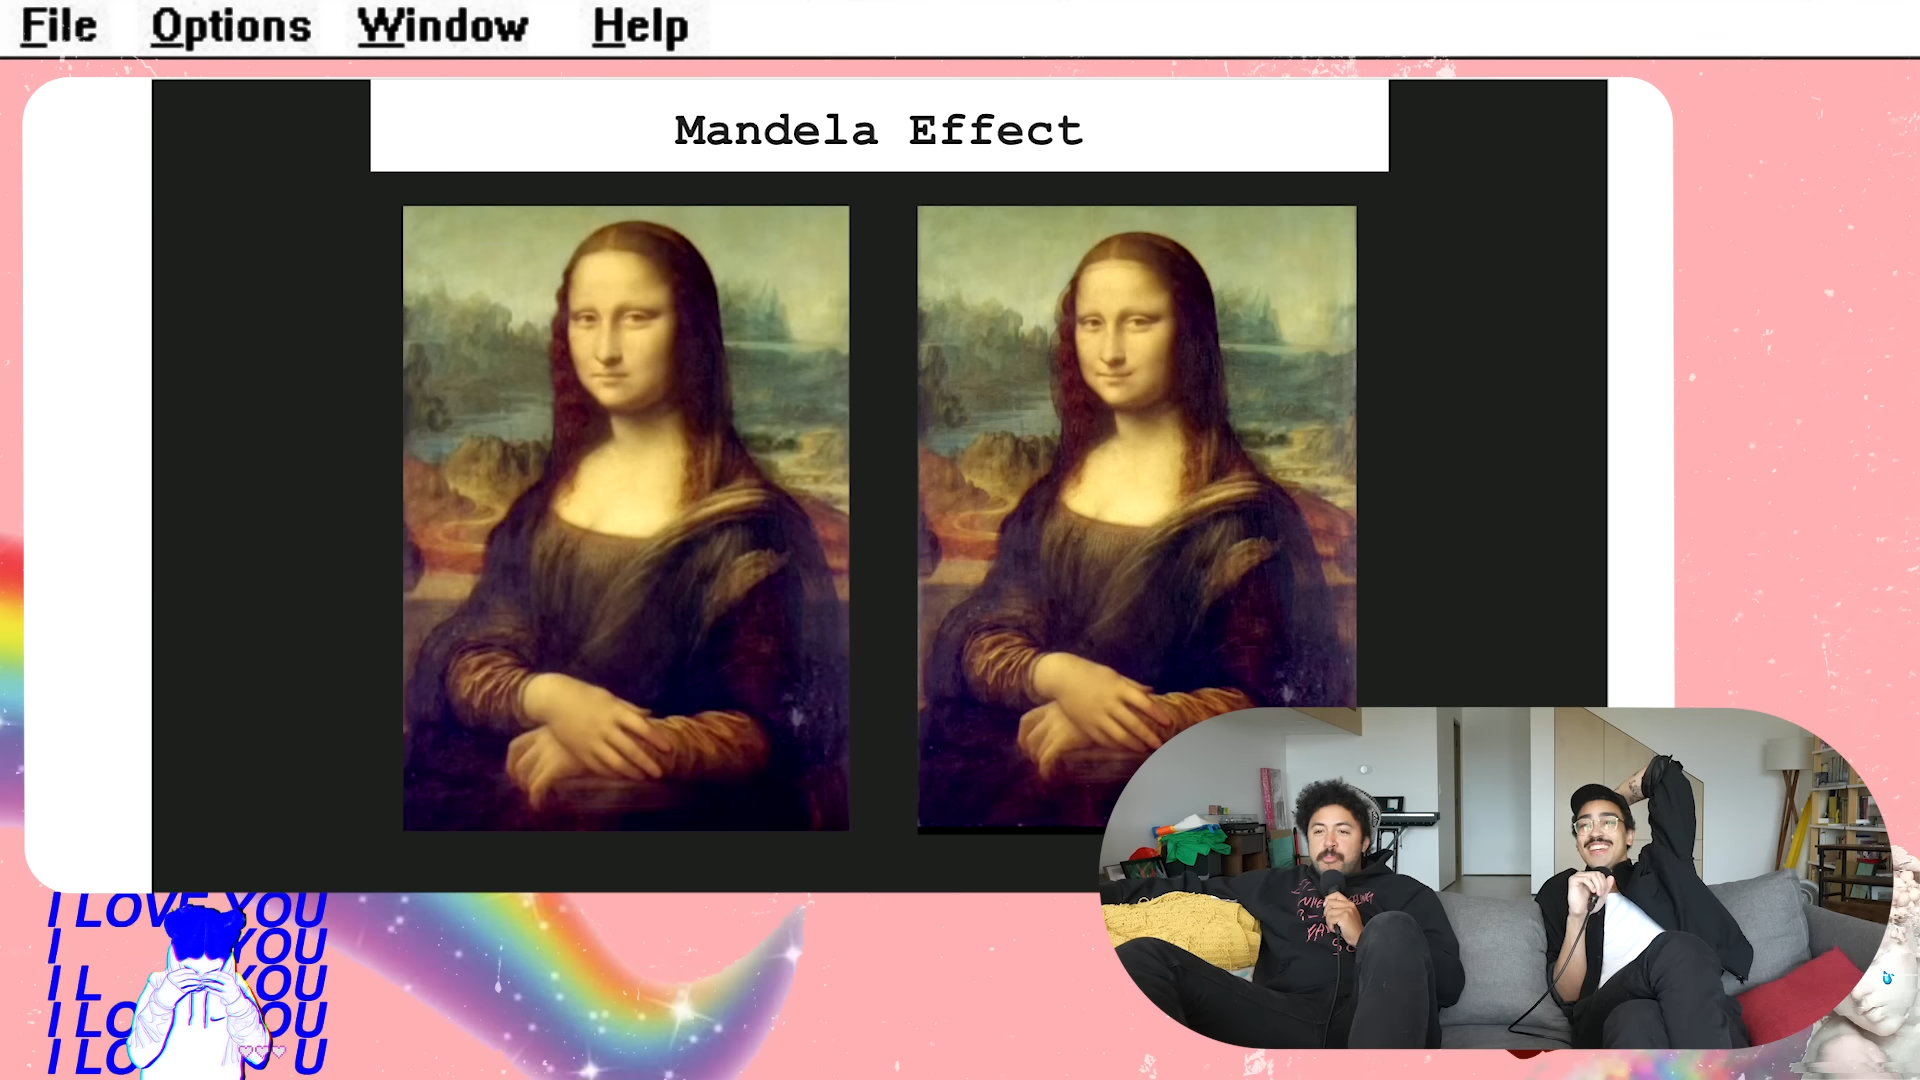 File Options Window Help
Mandela Effect
I LOVE YOU
I YOU
I L YOU
I LO OU
I LO U